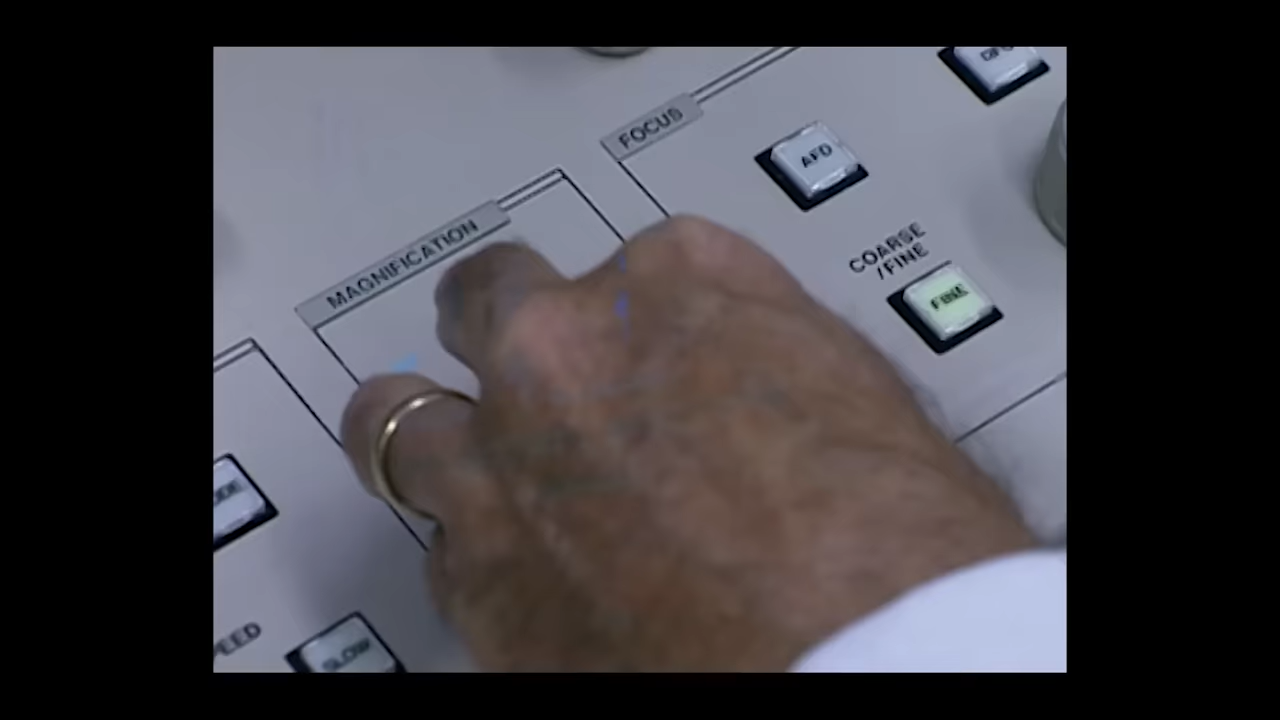 FOCUS
AFD
MAGNIFICATION
COARSE
/FINE
FINE
SLOW